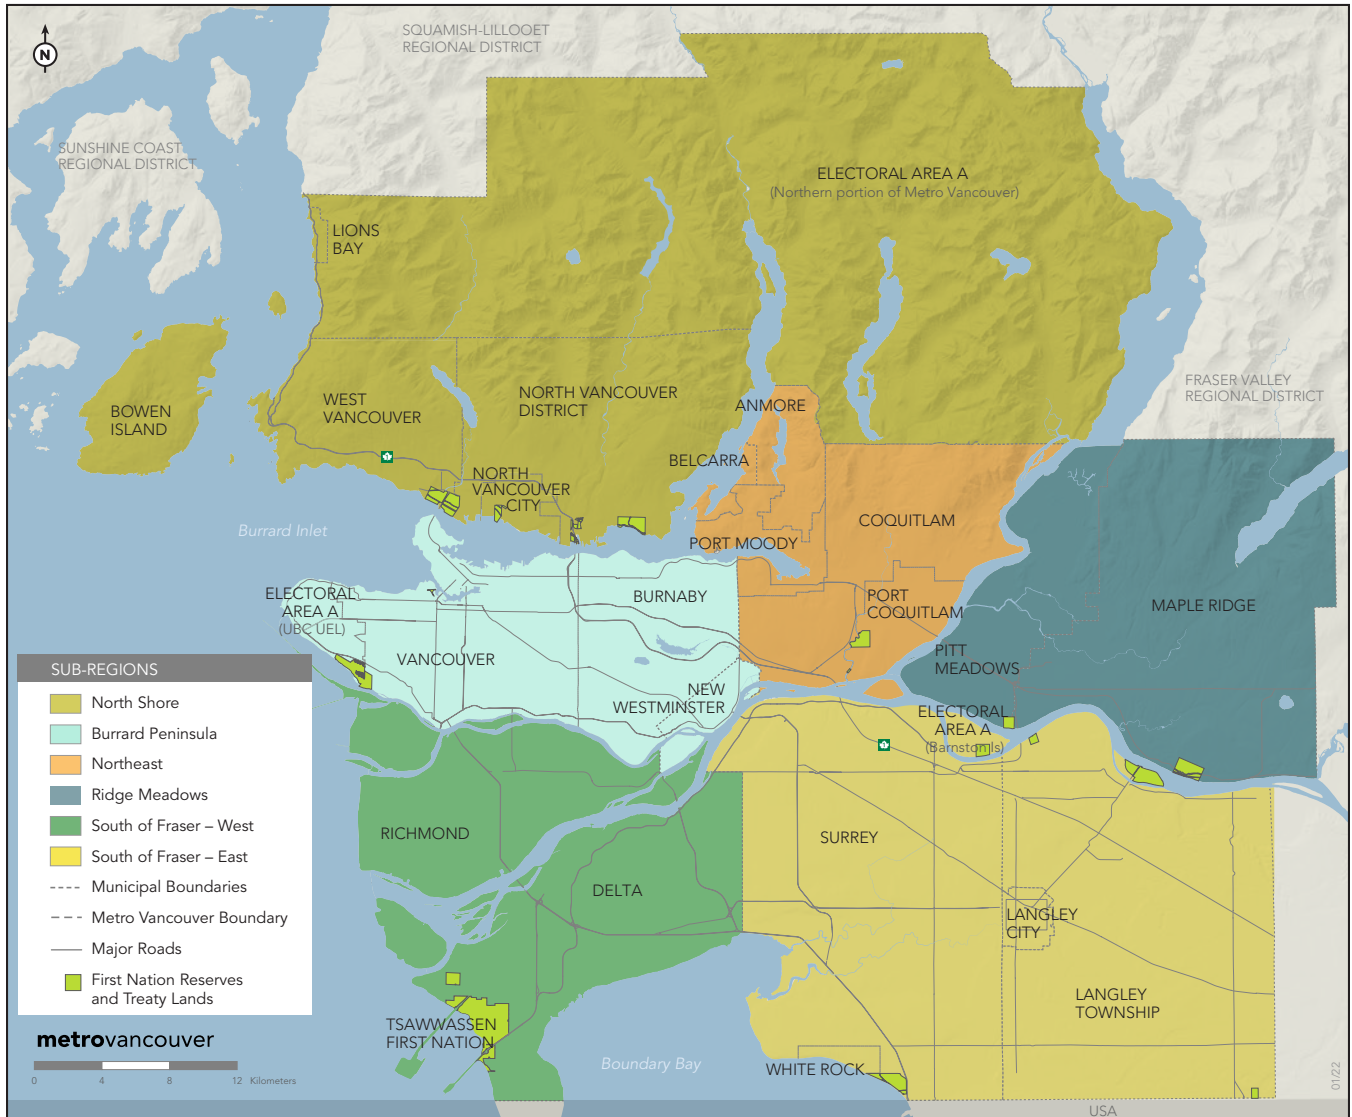 N
SQUAMISH-LILLOOET
REGIONAL DISTRICT
SUNSHINE COAST
REGIONAL DISTRICT
ELECTORAL AREA A
(Northern portion of Metro Vancouver)
LIONS
BAY
FRASER VALLEY
REGIONAL DISTRICT
BOWEN
ISLAND
WEST
VANCOUVER
NORTH VANCOUVER
DISTRICT
ANMORE
BELCARRA
1
NORTH
VANCOUVER
CITY
Burrard Inlet
COQUITLAM
PORT MOODY
ELECTORAL
AREA A
(UBC UEL)
BURNABY
PORT
COQUITLAM
MAPLE RIDGE
VANCOUVER
PITT
MEADOWS
NEW
WESTMINSTER
ELECTORAL
AREA A
(Barnston Is)
1
SUB-REGIONS
North Shore
Burrard Peninsula
Northeast
Ridge Meadows
South of Fraser – West
South of Fraser – East
Municipal Boundaries
Metro Vancouver Boundary
Major Roads
First Nation Reserves
and Treaty Lands
RICHMOND
DELTA
SURREY
LANGLEY
CITY
LANGLEY
TOWNSHIP
TSAWWASSEN
FIRST NATION
Boundary Bay
WHITE ROCK
metrovancouver
0 4 8 12 Kilometers
USA
01/22